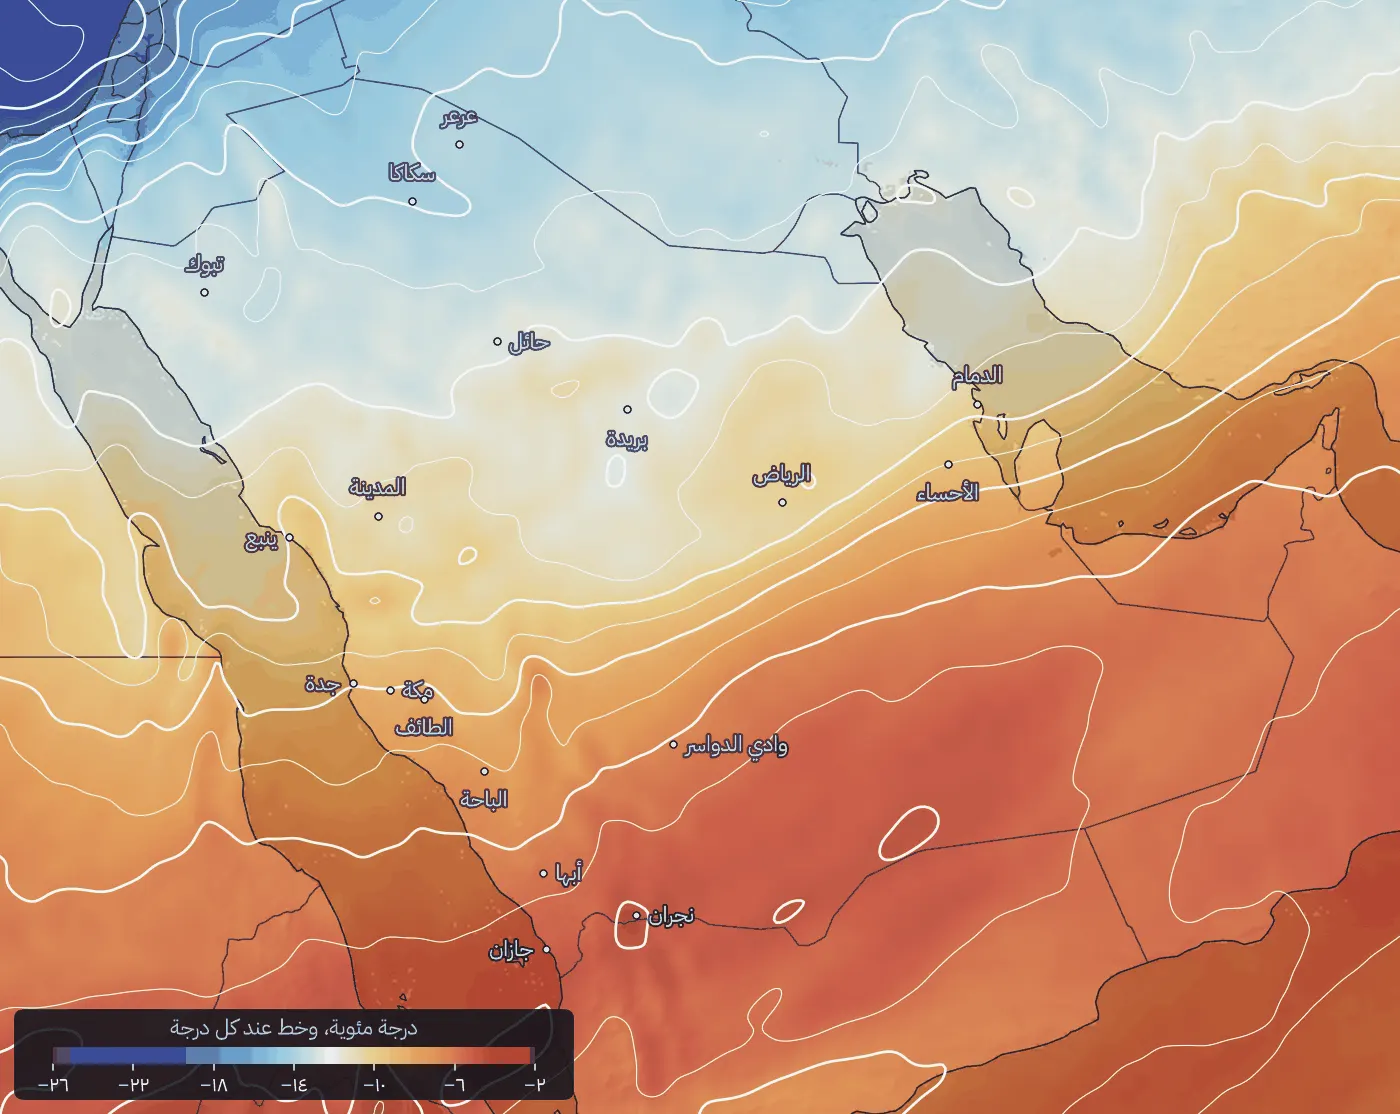 عرعر
سكاكا
تبوك
حائل
الدمام
بريدة
الرياض
المدينة
الأحساء
ينبع
جدة
مكة
الطائف
وادي الدواسر
الباحة
أبها
نجران
جازان
درجة مئوية، وخط عند كل درجة
−٢٦ −٢٢ −١٨ −١٤ −١٠ −٦ −٢